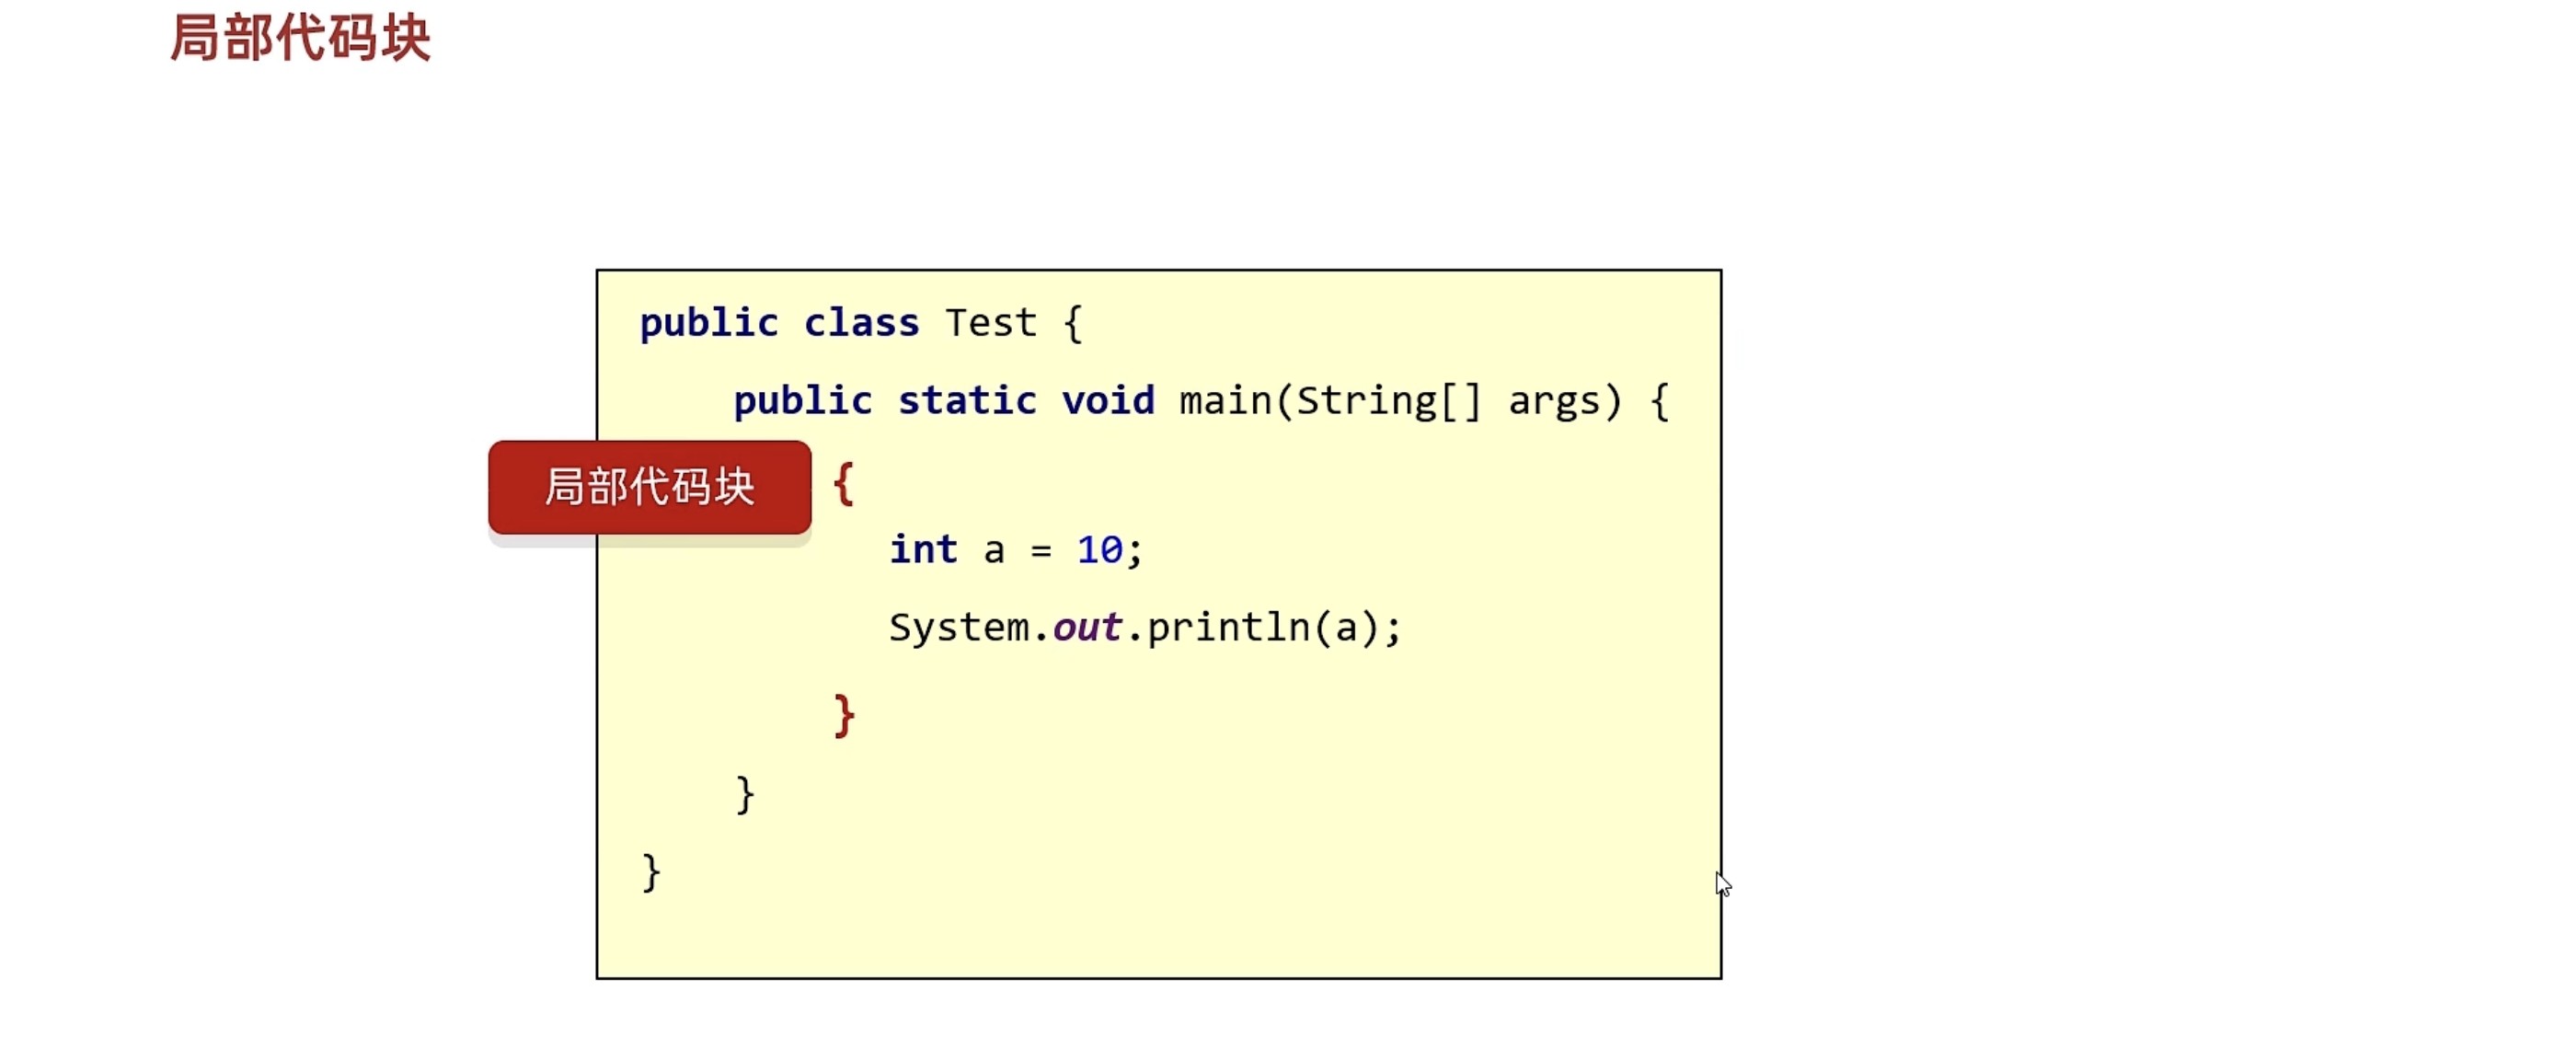 局部代码块
public class Test {
public static void main(String[] args) {
局部代码块 {
int a = 10;
System.out.println(a);
}
}
}